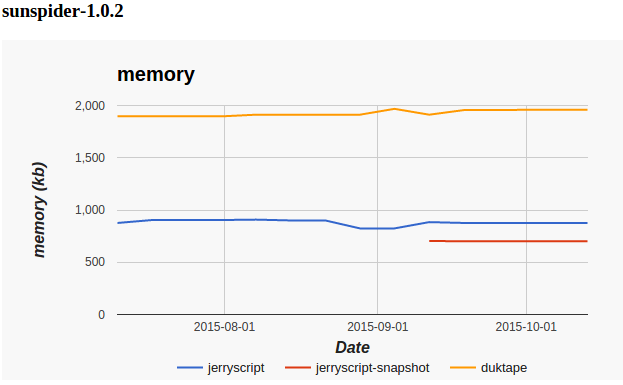 sunspider-1.0.2
memory
2,000
1,500
1,000
500
0
memory (kb)
2015-08-01 2015-09-01 2015-10-01
Date
jerryscript jerryscript-snapshot duktape